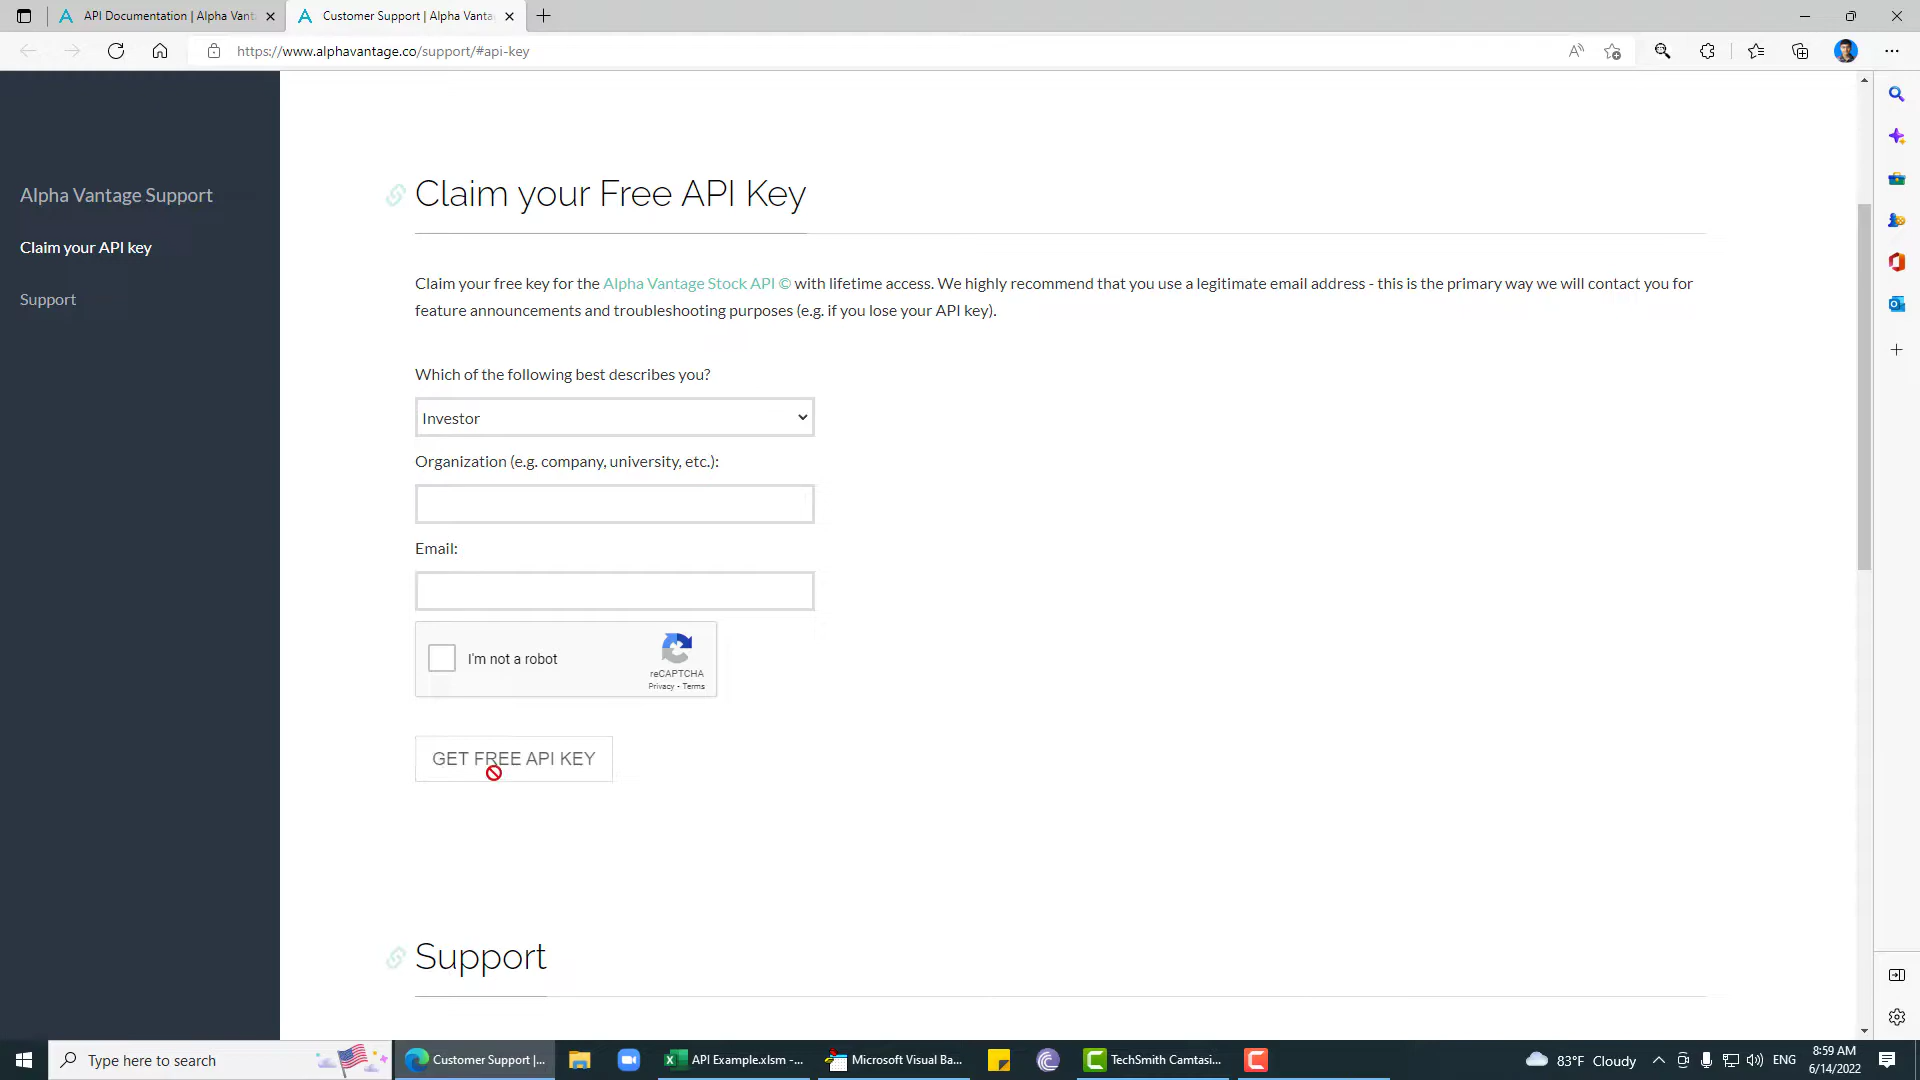 API Documentation | Alpha Vant
Customer Support | Alpha Vanta
https://www.alphavantage.co/support/#api-key
Alpha Vantage Support
Claim your API key
Support
Claim your Free API Key
Claim your free key for the Alpha Vantage Stock API © with lifetime access. We highly recommend that you use a legitimate email address - this is the primary way we will contact you for
feature announcements and troubleshooting purposes (e.g. if you lose your API key).
Which of the following best describes you?
Investor
Organization (e.g. company, university, etc.):
Email:
I'm not a robot
reCAPTCHA
Privacy - Terms
GET FREE API KEY
Support
Type here to search
Customer Support |...
API Example.xlsm -...
Microsoft Visual Ba...
TechSmith Camtasi...
83°F Cloudy
ENG
8:59 AM
6/14/2022